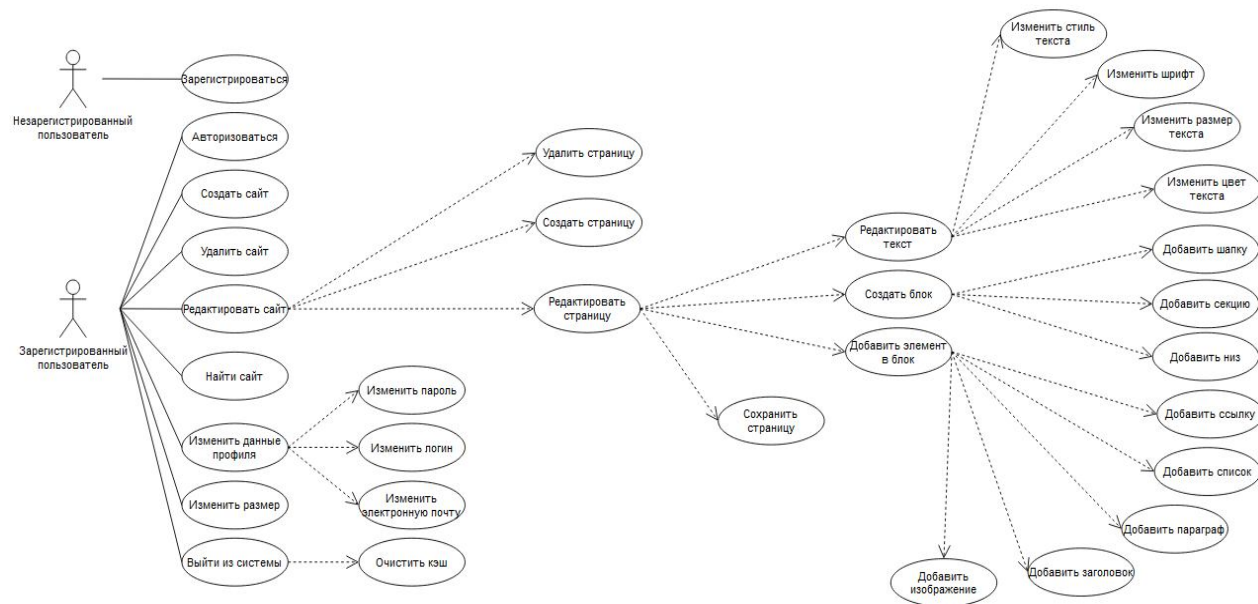 Незарегистрированный
пользователь
Зарегистрироваться
Зарегистрированный
пользователь
Авторизоваться
Создать сайт
Удалить сайт
Редактировать сайт
Найти сайт
Изменить данные
профиля
Изменить размер
Выйти из системы
Изменить пароль
Изменить логин
Изменить
электронную почту
Очистить кэш
Удалить страницу
Создать страницу
Редактировать
страницу
Сохранить
страницу
Редактировать
текст
Создать блок
Добавить элемент
в блок
Изменить стиль
текста
Изменить шрифт
Изменить размер
текста
Изменить цвет
текста
Добавить шапку
Добавить секцию
Добавить низ
Добавить ссылку
Добавить список
Добавить параграф
Добавить заголовок
Добавить
изображение